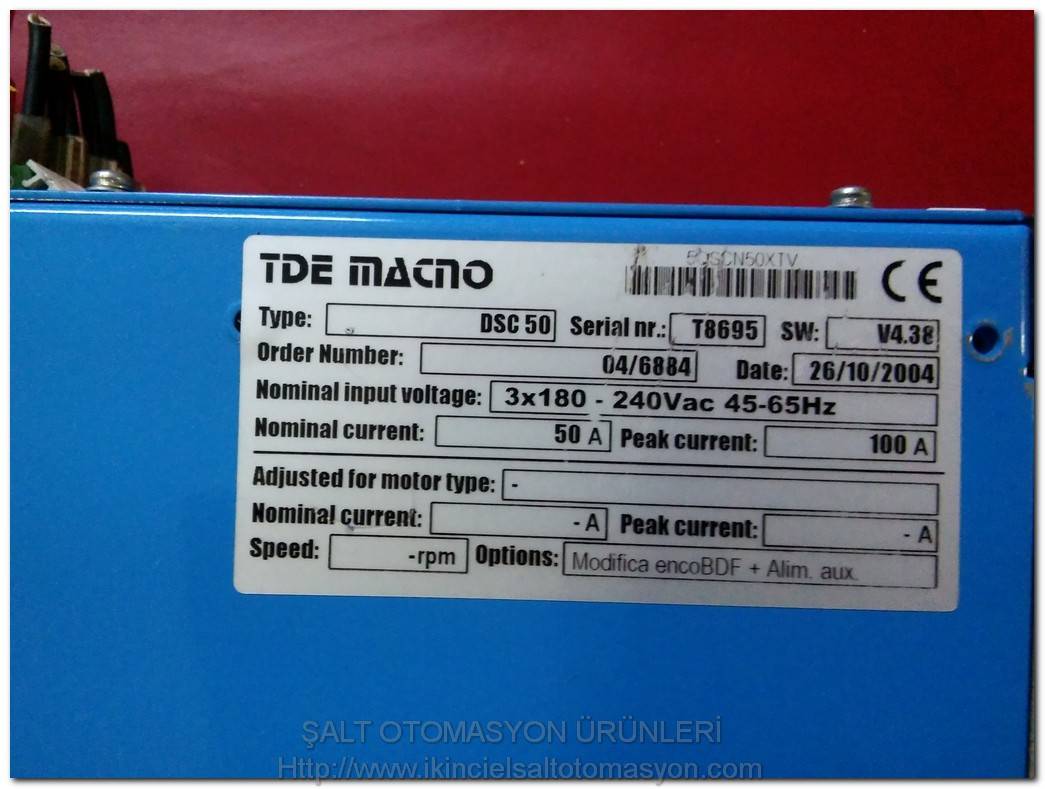 TDE MACNO
CE
Type: DSC 50 Serial nr.: T8695 SW: V4.38
Order Number: 04/6884 Date: 26/10/2004
Nominal input voltage: 3x180 - 240Vac 45-65Hz
Nominal current: 50 A Peak current: 100 A
Adjusted for motor type: -
Nominal current: - A Peak current: - A
Speed: -rpm Options: Modifica encoBDF + Alim. aux.
ŞALT OTOMASYON ÜRÜNLERİ
Http://www.ikincielsaltotomasyon.com